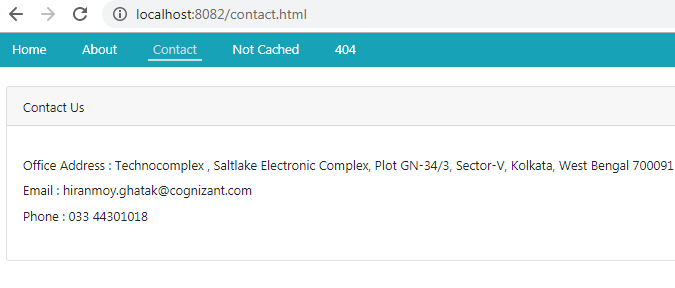 localhost:8082/contact.html
Home About Contact Not Cached 404
Contact Us
Office Address : Technocomplex , Saltlake Electronic Complex, Plot GN-34/3, Sector-V, Kolkata, West Bengal 700091
Email : hiranmoy.ghatak@cognizant.com
Phone : 033 44301018